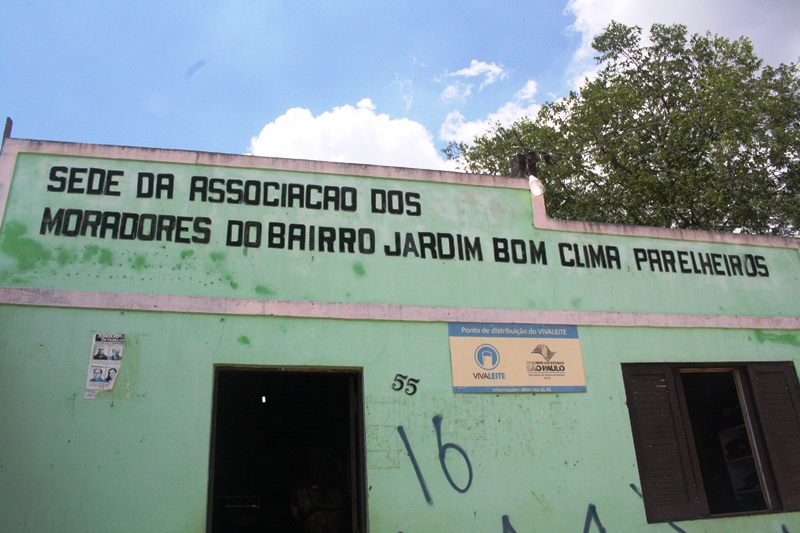 SEDE DA ASSOCIACAO DOS
MORADORES DO BAIRRO JARDIM BOM CLIMA PARELHEIROS
Ponto de distribuição do VIVALEITE
VIVALEITE
SÃO PAULO
55
16